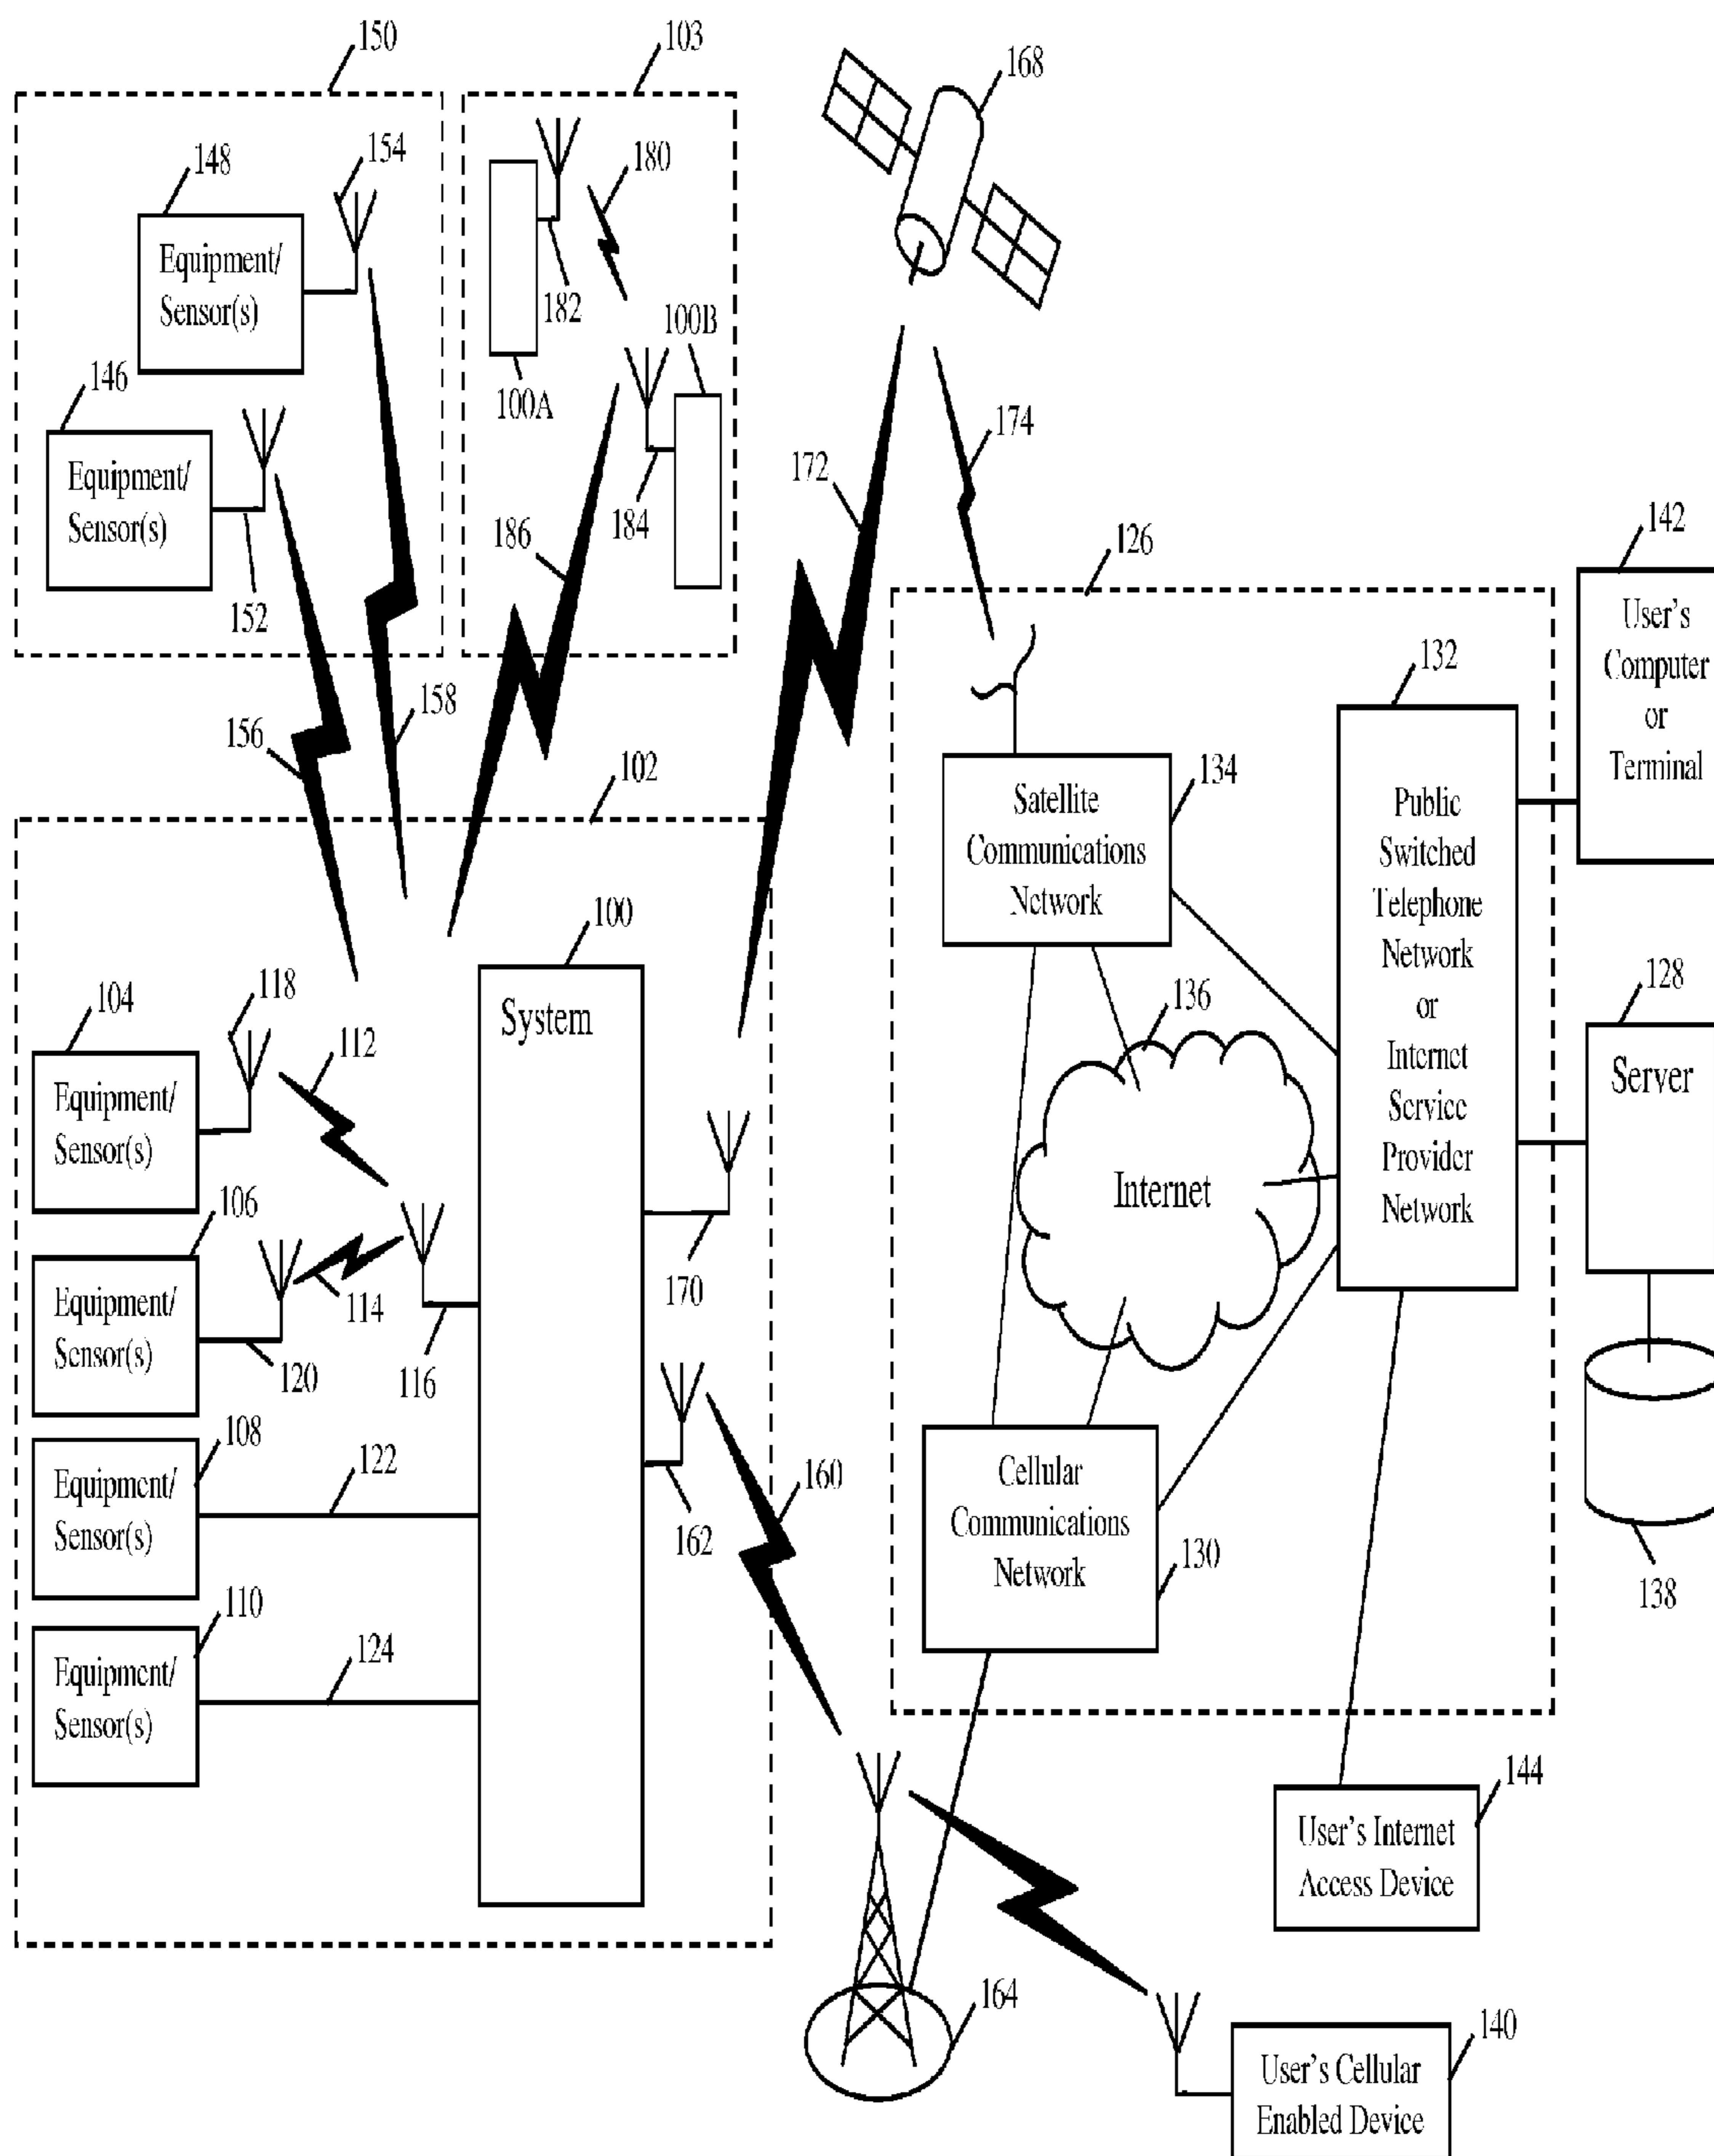 150
103
168
148
154
180
Equipment/
Sensor(s)
182
100B
146
100A
Equipment/
Sensor(s)
152
184
186
172
174
126
142
User's
Computer
or
Terminal
132
158
156
102
134
Satellite
Communications
Network
Public
Switched
Telephone
Network
or
Internet
Service
Provider
Network
100
System
128
Server
136
Internet
104
118
112
Equipment/
Sensor(s)
106
114
Equipment/
Sensor(s)
120
116
170
108
122
Equipment/
Sensor(s)
160
162
Cellular
Communications
Network
130
138
110
124
Equipment/
Sensor(s)
144
User's Internet
Access Device
164
140
User's Cellular
Enabled Device